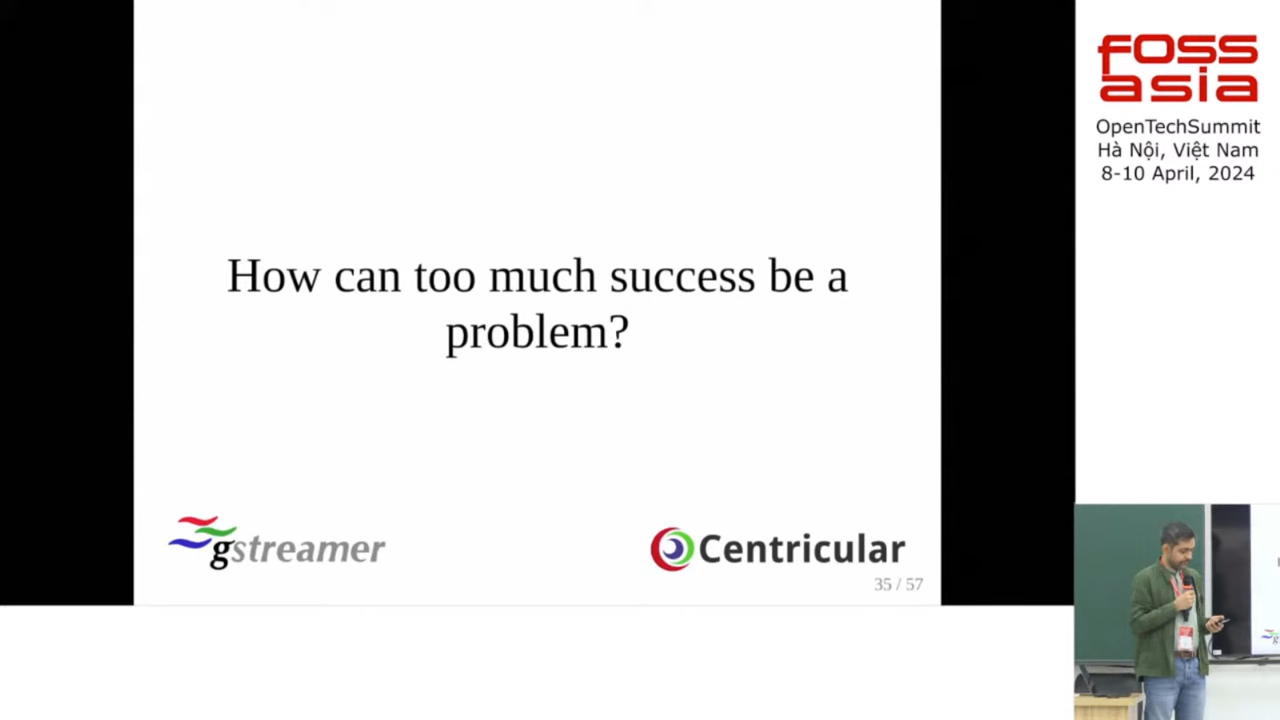 How can too much success be a
problem?
gstreamer
Centricular
35 / 57
FOSS
asia
OpenTechSummit
Hà Nội, Việt Nam
8-10 April, 2024